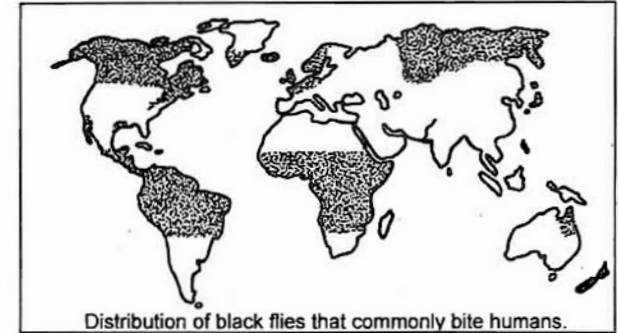 Distribution of black flies that commonly bite humans.